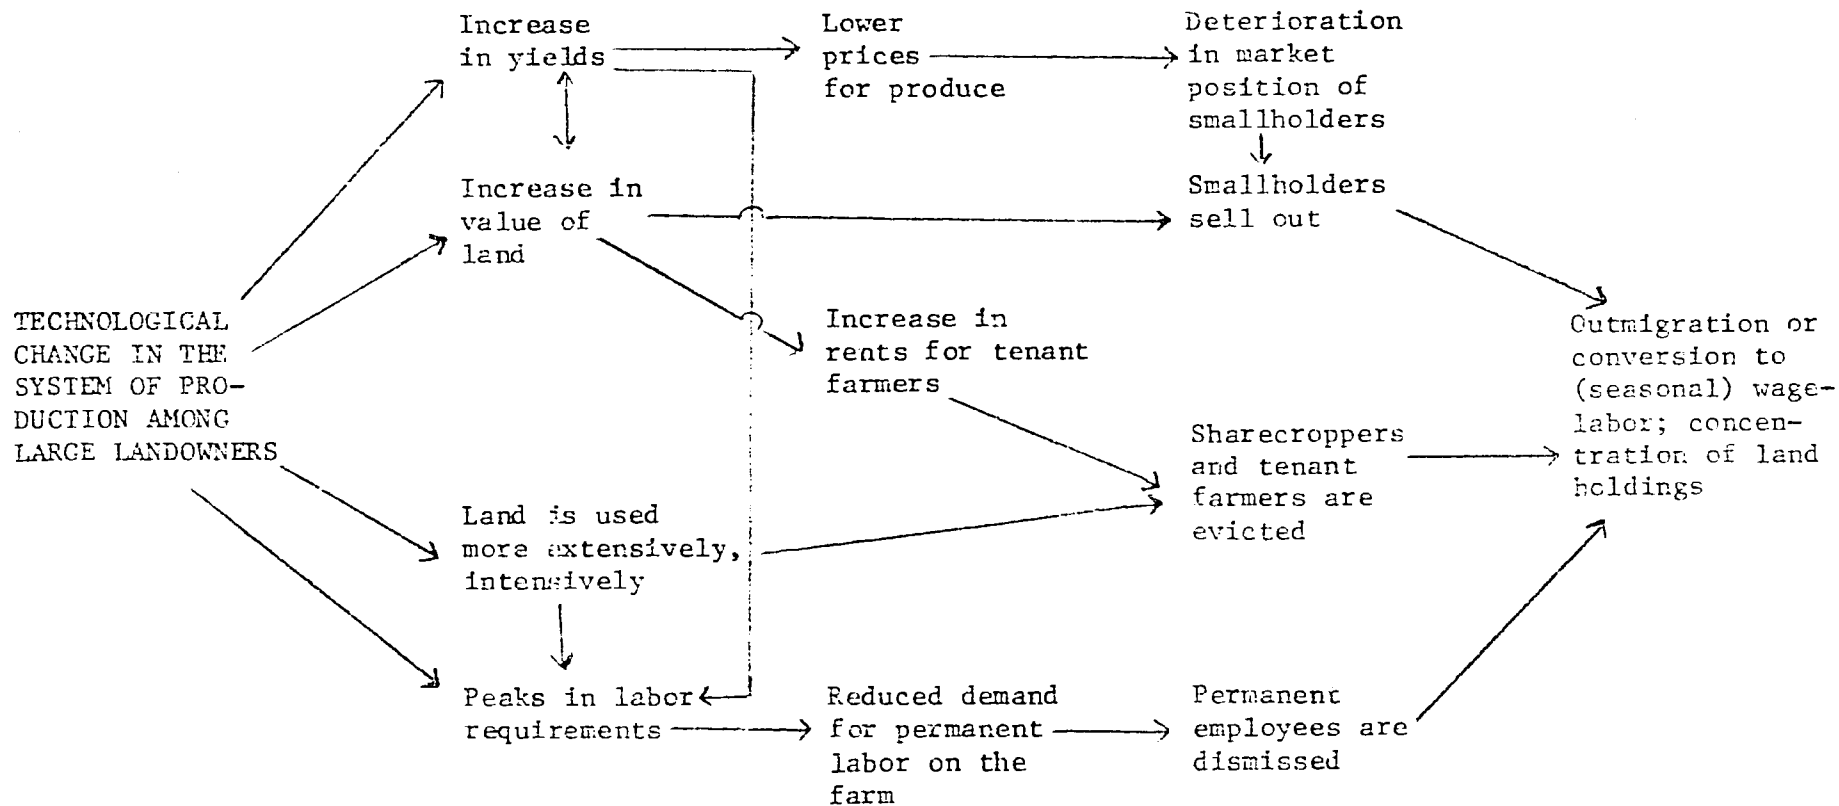 Increase
in yields
Lower
prices
for produce
Deterioration
in market
position of
smallholders
Increase in
value of
land
Smallholders
sell out
TECHNOLOGICAL
CHANGE IN THE
SYSTEM OF PRO-
DUCTION AMONG
LARGE LANDOWNERS
Increase in
rents for tenant
farmers
Outmigration or
conversion to
(seasonal) wage-
labor; concen-
tration of land
holdings
Sharecroppers
and tenant
farmers are
evicted
Land is used
more extensively,
intensively
Peaks in labor
requirements
Reduced demand
for permanent
labor on the
farm
Permanent
employees are
dismissed